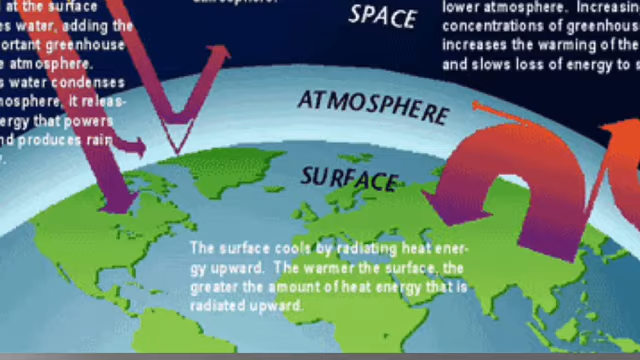 at the surface
es water, adding the
ortant greenhouse
e atmosphere.
s water condenses
mosphere, it releas-
ergy that powers
nd produces rain
SPACE
lower atmosphere. Increasin
concentrations of greenhous
increases the warming of the
and slows loss of energy to s
ATMOSPHERE
SURFACE
The surface cools by radiating heat ener-
gy upward. The warmer the surface, the
greater the amount of heat energy that is
radiated upward.